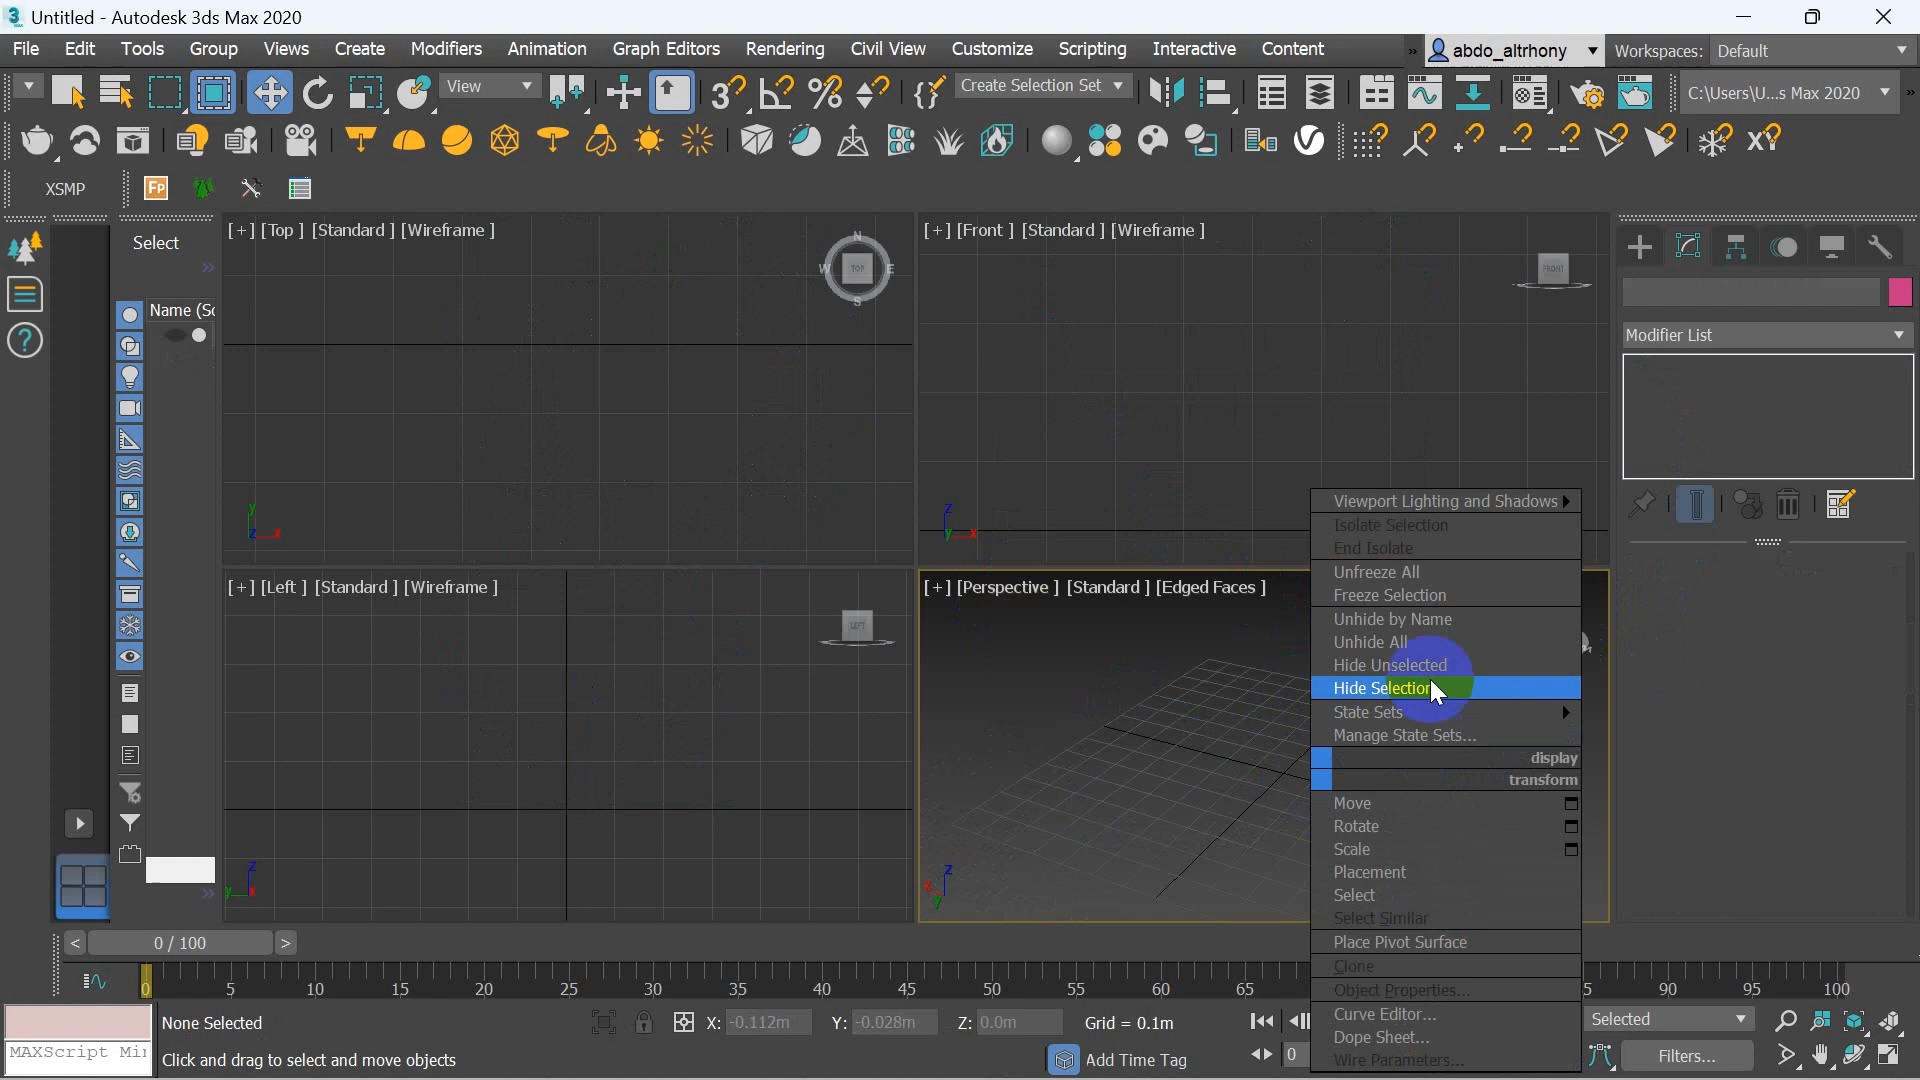 Untitled - Autodesk 3ds Max 2020
File Edit Tools Group Views Create Modifiers Animation Graph Editors Rendering Civil View Customize Scripting Interactive Content
abdo_altrhony
Workspaces: Default
View
Create Selection Set
C:\Users\U...s Max 2020
XSMP
Fp
Select
Name (Sc
[+] [Top ] [Standard ] [Wireframe ]
N
W
TOP
E
S
[+] [Front ] [Standard ] [Wireframe ]
FRONT
Modifier List
y
z
x
z
y
x
[+] [Left ] [Standard ] [Wireframe ]
LEFT
z
y
x
[+] [Perspective ] [Standard ] [Edged Faces ]
z
x
y
Viewport Lighting and Shadows
Isolate Selection
End Isolate
Unfreeze All
Freeze Selection
Unhide by Name
Unhide All
Hide Unselected
Hide Selection
State Sets
Manage State Sets...
display
transform
Move
Rotate
Scale
Placement
Select
Select Similar
Place Pivot Surface
Clone
Object Properties...
Curve Editor...
Dope Sheet...
Wire Parameters...
< 0 / 100 >
0 5 10 15 20 25 30 35 40 45 50 55 60 65 5 90 95 100
None Selected
X: -0.112m Y: -0.028m Z: 0.0m Grid = 0.1m
Selected
MAXScript Mi
Click and drag to select and move objects
Add Time Tag
0
Filters...